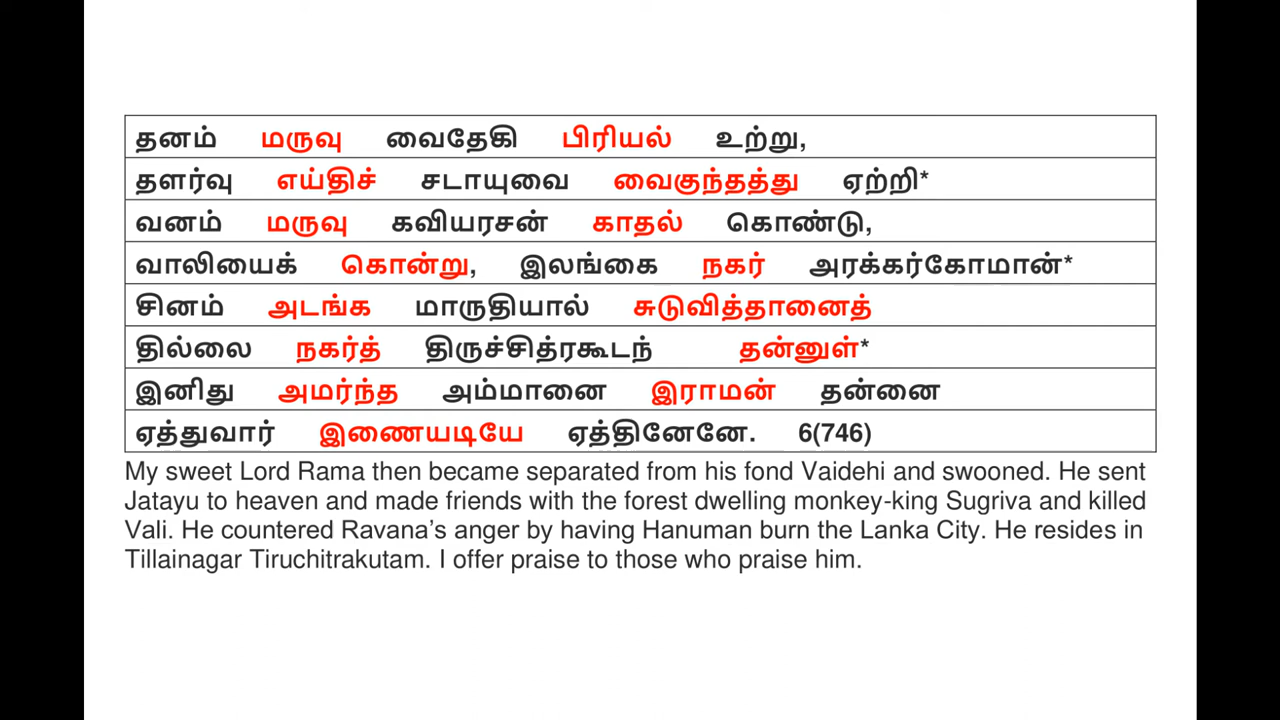 தனம் மருவு வைதேகி பிரியல் உற்று,
தளர்வு எய்திச் சடாயுவை வைகுந்தத்து ஏற்றி*
வனம் மருவு கவியரசன் காதல் கொண்டு,
வாலியைக் கொன்று, இலங்கை நகர் அரக்கர்கோமான்*
சினம் அடங்க மாருதியால் சுடுவித்தானைத்
தில்லை நகர்த் திருச்சித்ரகூடந் தன்னுள்*
இனிது அமர்ந்த அம்மானை இராமன் தன்னை
ஏத்துவார் இணையடியே ஏத்தினேனே. 6(746)
My sweet Lord Rama then became separated from his fond Vaidehi and swooned. He sent
Jatayu to heaven and made friends with the forest dwelling monkey-king Sugriva and killed
Vali. He countered Ravana’s anger by having Hanuman burn the Lanka City. He resides in
Tillainagar Tiruchitrakutam. I offer praise to those who praise him.